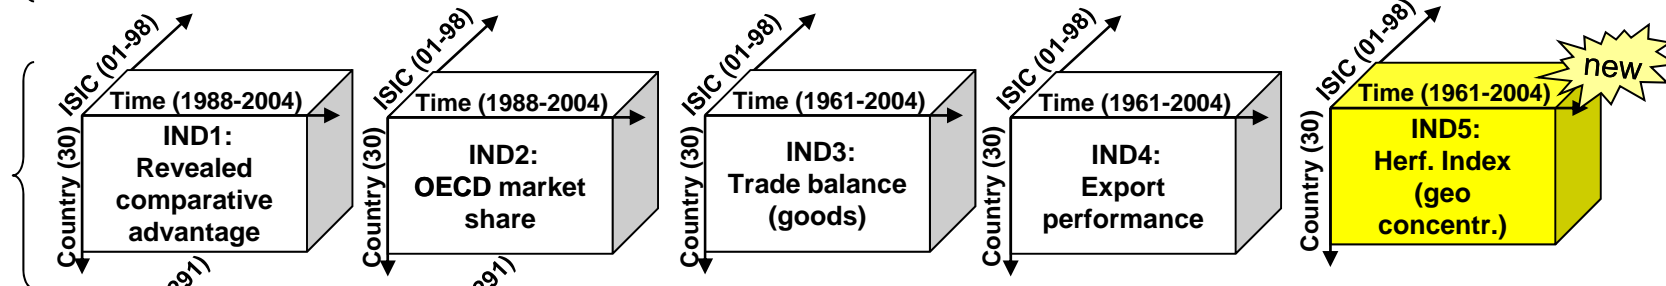 ISIC (01-98)
Time (1988-2004)
Country (30)
IND1:
Revealed
comparative
advantage
ISIC (01-98)
Time (1988-2004)
Country (30)
IND2:
OECD market
share
ISIC (01-98)
Time (1961-2004)
Country (30)
IND3:
Trade balance
(goods)
ISIC (01-98)
Time (1961-2004)
Country (30)
IND4:
Export
performance
ISIC (01-98)
new
Time (1961-2004)
Country (30)
IND5:
Herf. Index
(geo
concentr.)